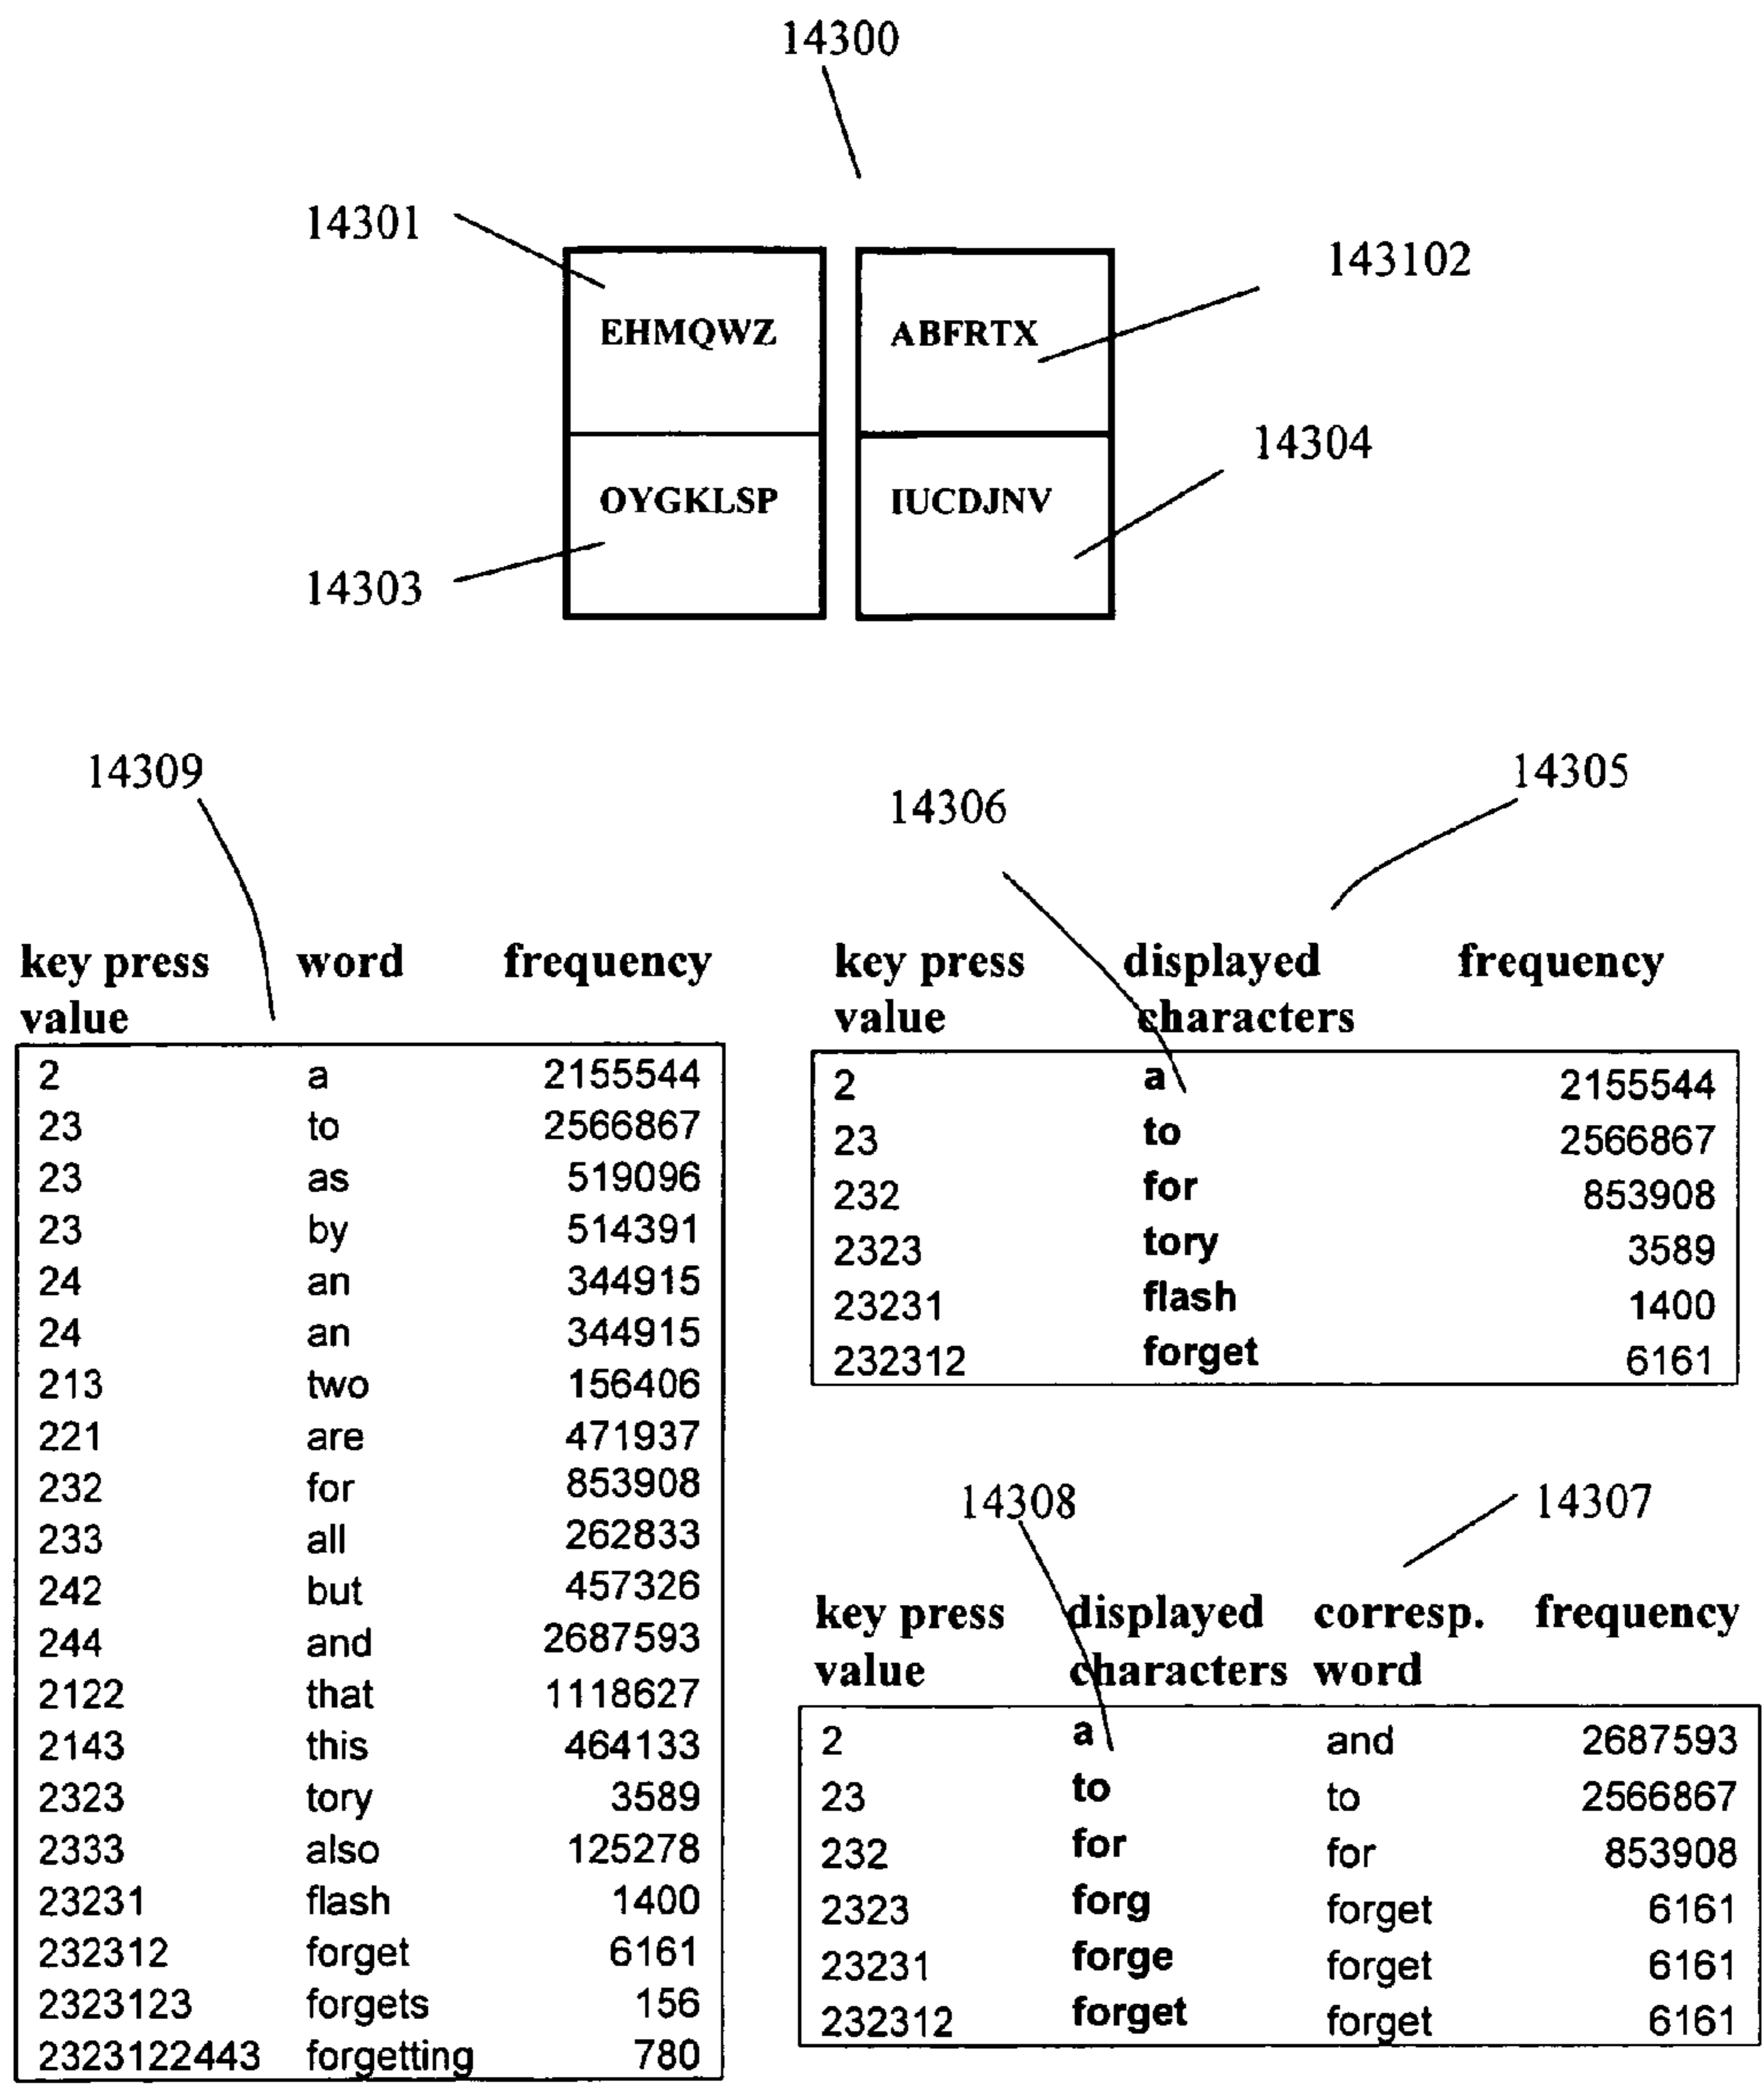 14300
14301
143102
EHMQWZ
ABFRTX
14304
OYGKLSP
IUCDJNV
14303
14309
key press word frequency
value
2 a 2155544
23 to 2566867
23 as 519096
23 by 514391
24 an 344915
24 an 344915
213 two 156406
221 are 471937
232 for 853908
233 all 262833
242 but 457326
244 and 2687593
2122 that 1118627
2143 this 464133
2323 tory 3589
2333 also 125278
23231 flash 1400
232312 forget 6161
2323123 forgets 156
2323122443 forgetting 780
14305
14306
key press displayed frequency
value characters
2 a 2155544
23 to 2566867
232 for 853908
2323 tory 3589
23231 flash 1400
232312 forget 6161
14308
14307
key press displayed corresp. frequency
value characters word
2 a and 2687593
23 to to 2566867
232 for for 853908
2323 forg forget 6161
23231 forge forget 6161
232312 forget forget 6161